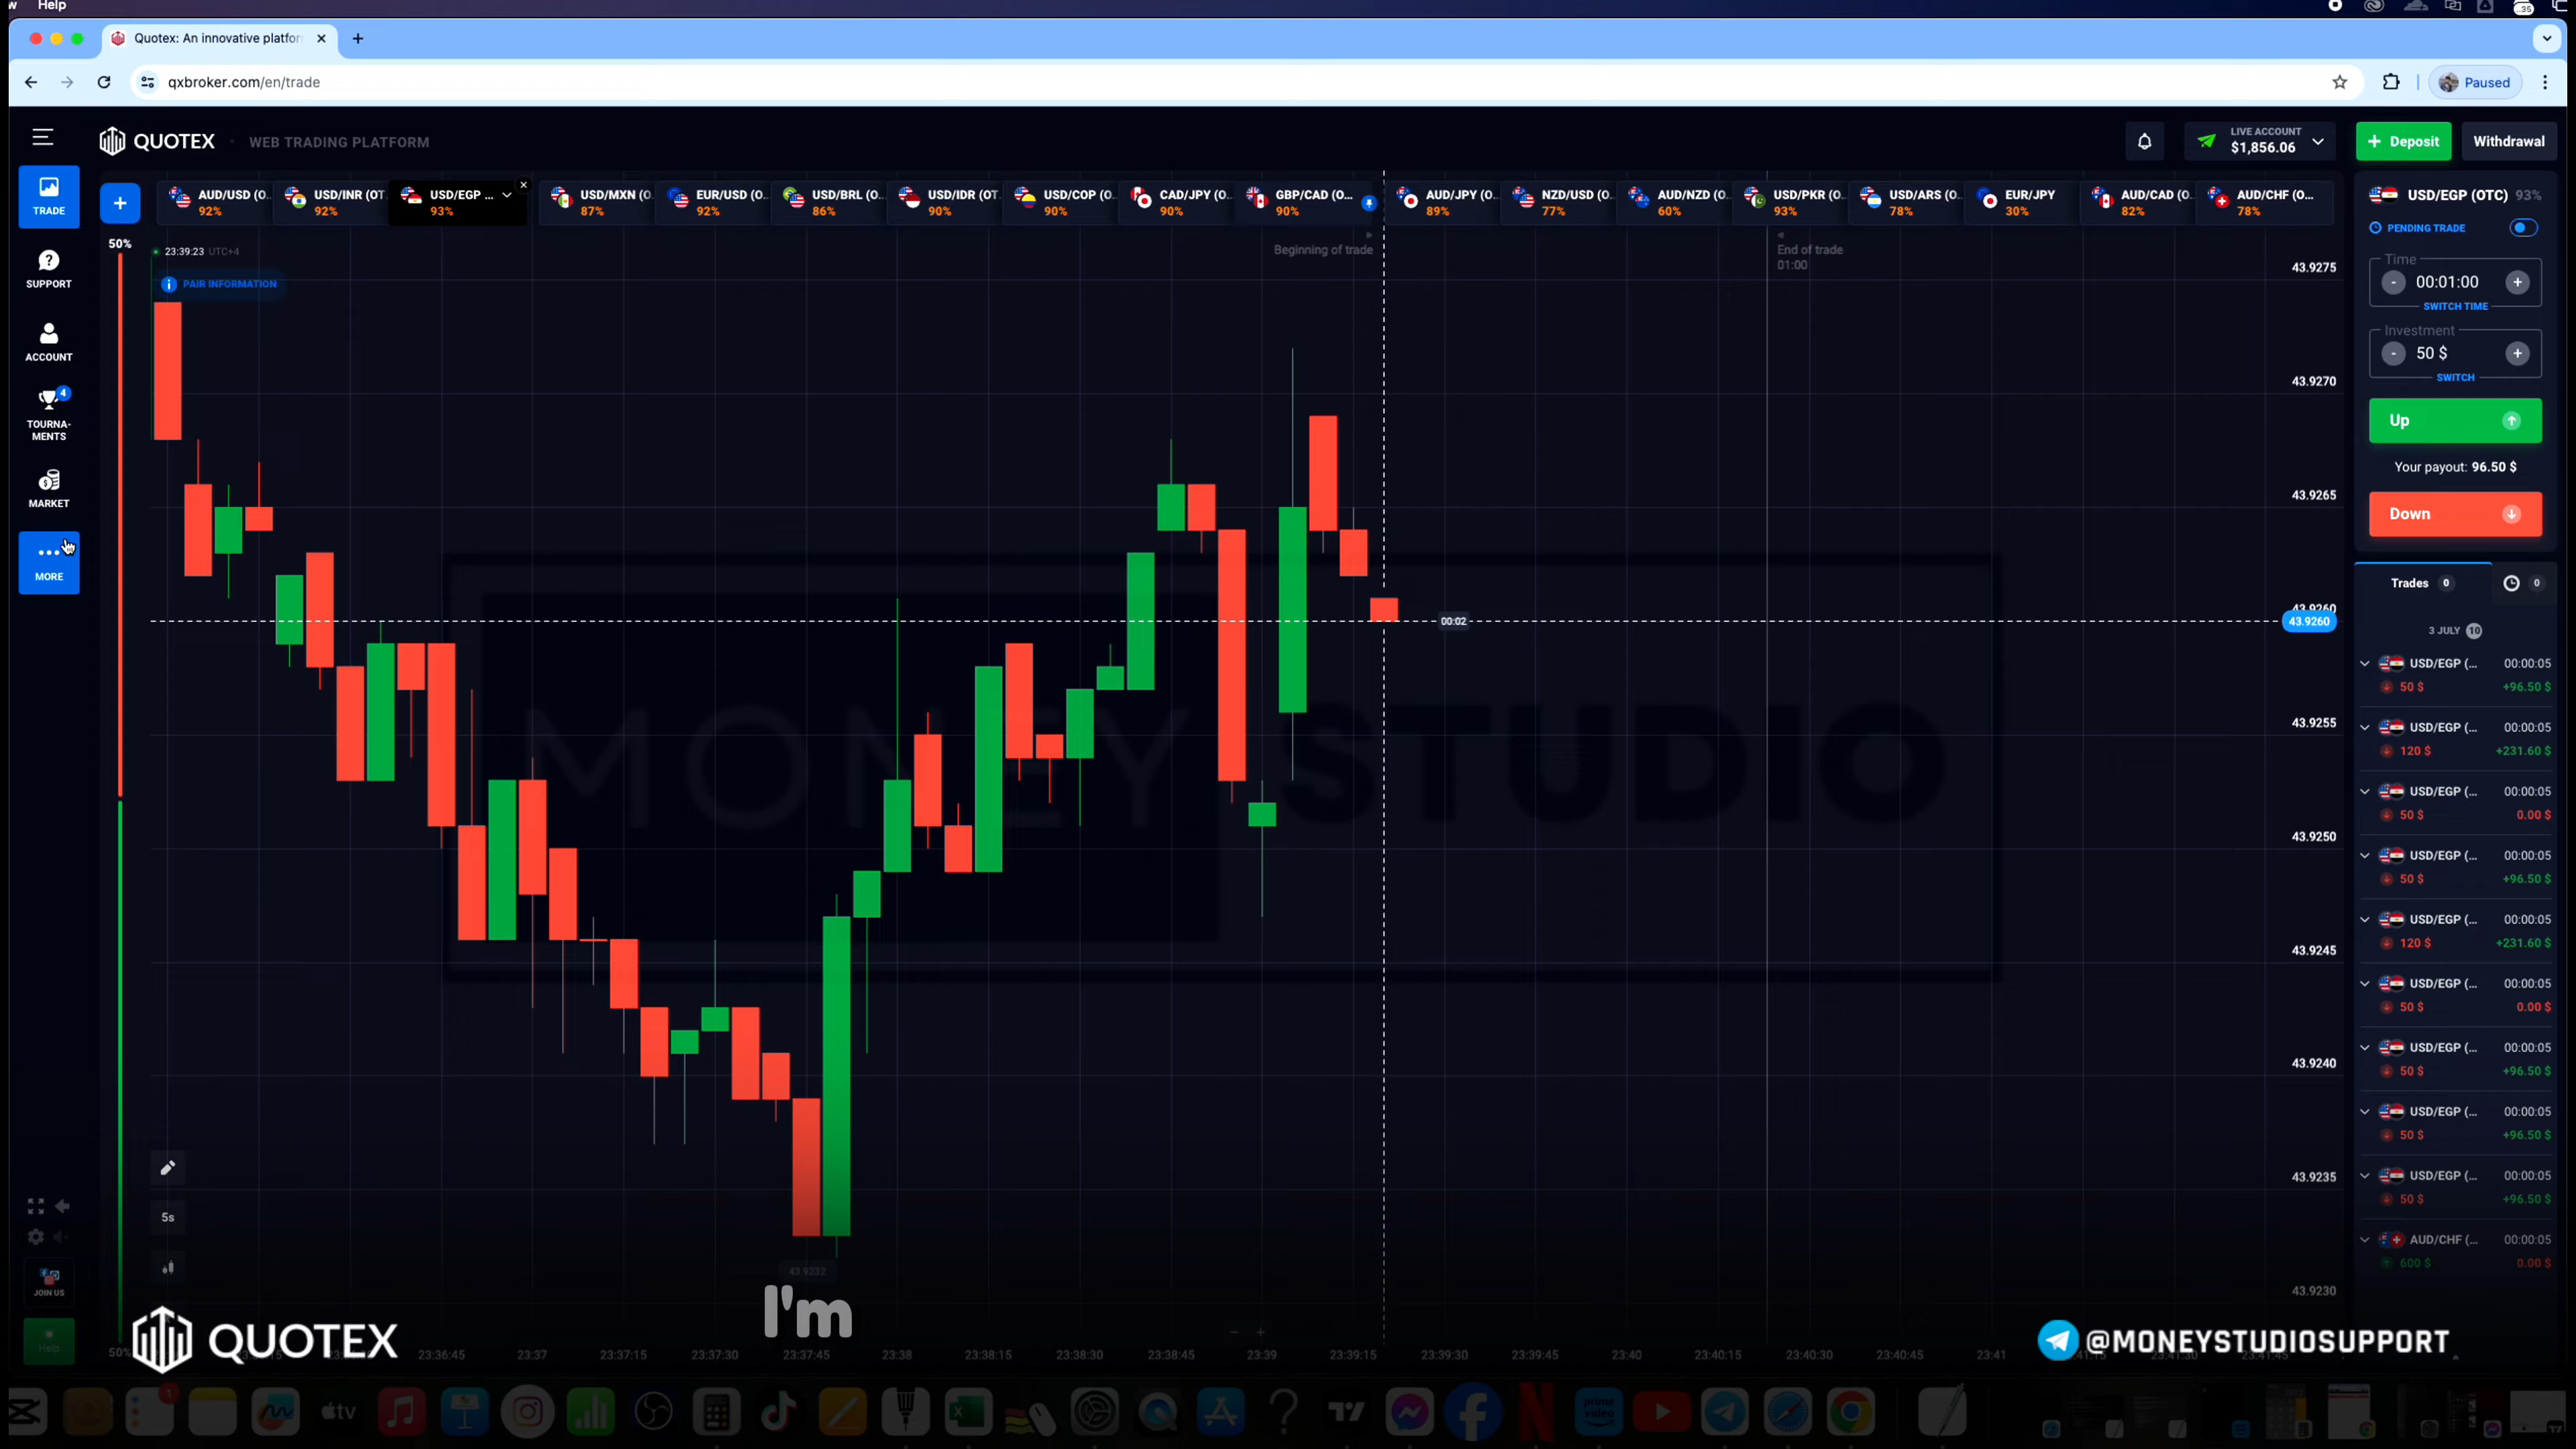 w Help
Quotex: An innovative platfor
qxbroker.com/en/trade
Paused
QUOTEX
WEB TRADING PLATFORM
LIVE ACCOUNT
$1,856.06
Deposit
Withdrawal
TRADE
SUPPORT
ACCOUNT
4
TOURNA-
MENTS
MARKET
MORE
JOIN US
Help
AUD/USD (O...
92%
USD/INR (OT
92%
USD/EGP ...
93%
USD/MXN (O...
87%
EUR/USD (O...
92%
USD/BRL (O...
86%
USD/IDR (OT
90%
USD/COP (O...
90%
CAD/JPY (O...
90%
GBP/CAD (O...
90%
AUD/JPY (O...
89%
NZD/USD (O...
77%
AUD/NZD (O...
60%
USD/PKR (O...
93%
USD/ARS (O...
78%
EUR/JPY
30%
AUD/CAD (O...
82%
AUD/CHF (O...
78%
50%
23:39:23 UTC+4
PAIR INFORMATION
Beginning of trade
End of trade
01:00
43.9275
43.9270
43.9265
43.9260
43.9260
43.9255
43.9250
43.9245
43.9240
43.9235
43.9230
00:02
MONEY STUDIO
43.9232
5s
50%
23:36:45
23:37
23:37:15
23:37:30
23:37:45
23:38
23:38:15
23:38:30
23:38:45
23:39
23:39:15
23:39:30
23:39:45
23:40
23:40:15
23:40:30
23:40:45
23:41
USD/EGP (OTC) 93%
PENDING TRADE
Time
- 00:01:00 +
SWITCH TIME
Investment
- 50 $ +
SWITCH
Up
Your payout: 96.50 $
Down
Trades 0
0
3 JULY 10
USD/EGP (... 00:00:05
50 $ +96.50 $
USD/EGP (... 00:00:05
120 $ +231.60 $
USD/EGP (... 00:00:05
50 $ 0.00 $
USD/EGP (... 00:00:05
50 $ +96.50 $
USD/EGP (... 00:00:05
120 $ +231.60 $
USD/EGP (... 00:00:05
50 $ 0.00 $
USD/EGP (... 00:00:05
50 $ +96.50 $
USD/EGP (... 00:00:05
50 $ +96.50 $
USD/EGP (... 00:00:05
50 $ +96.50 $
AUD/CHF (... 00:00:05
600 $ 0.00 $
I'm
QUOTEX
@MONEYSTUDIOSUPPORT
tv
prime video